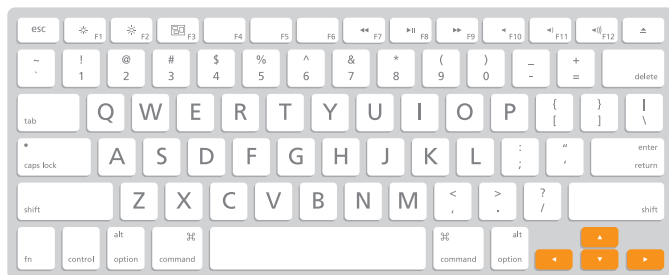 esc F1 F2 F3 F4 F5 F6 F7 F8 F9 F10 F11 F12
~ ! @ # $ % ^ & * ( ) _ +
` 1 2 3 4 5 6 7 8 9 0 - = delete
tab Q W E R T Y U I O P { [ } ] | \
caps lock A S D F G H J K L : ; “ ‘ enter return
shift Z X C V B N M < , > . ? / shift
fn control alt option ⌘ command ⌘ command alt option